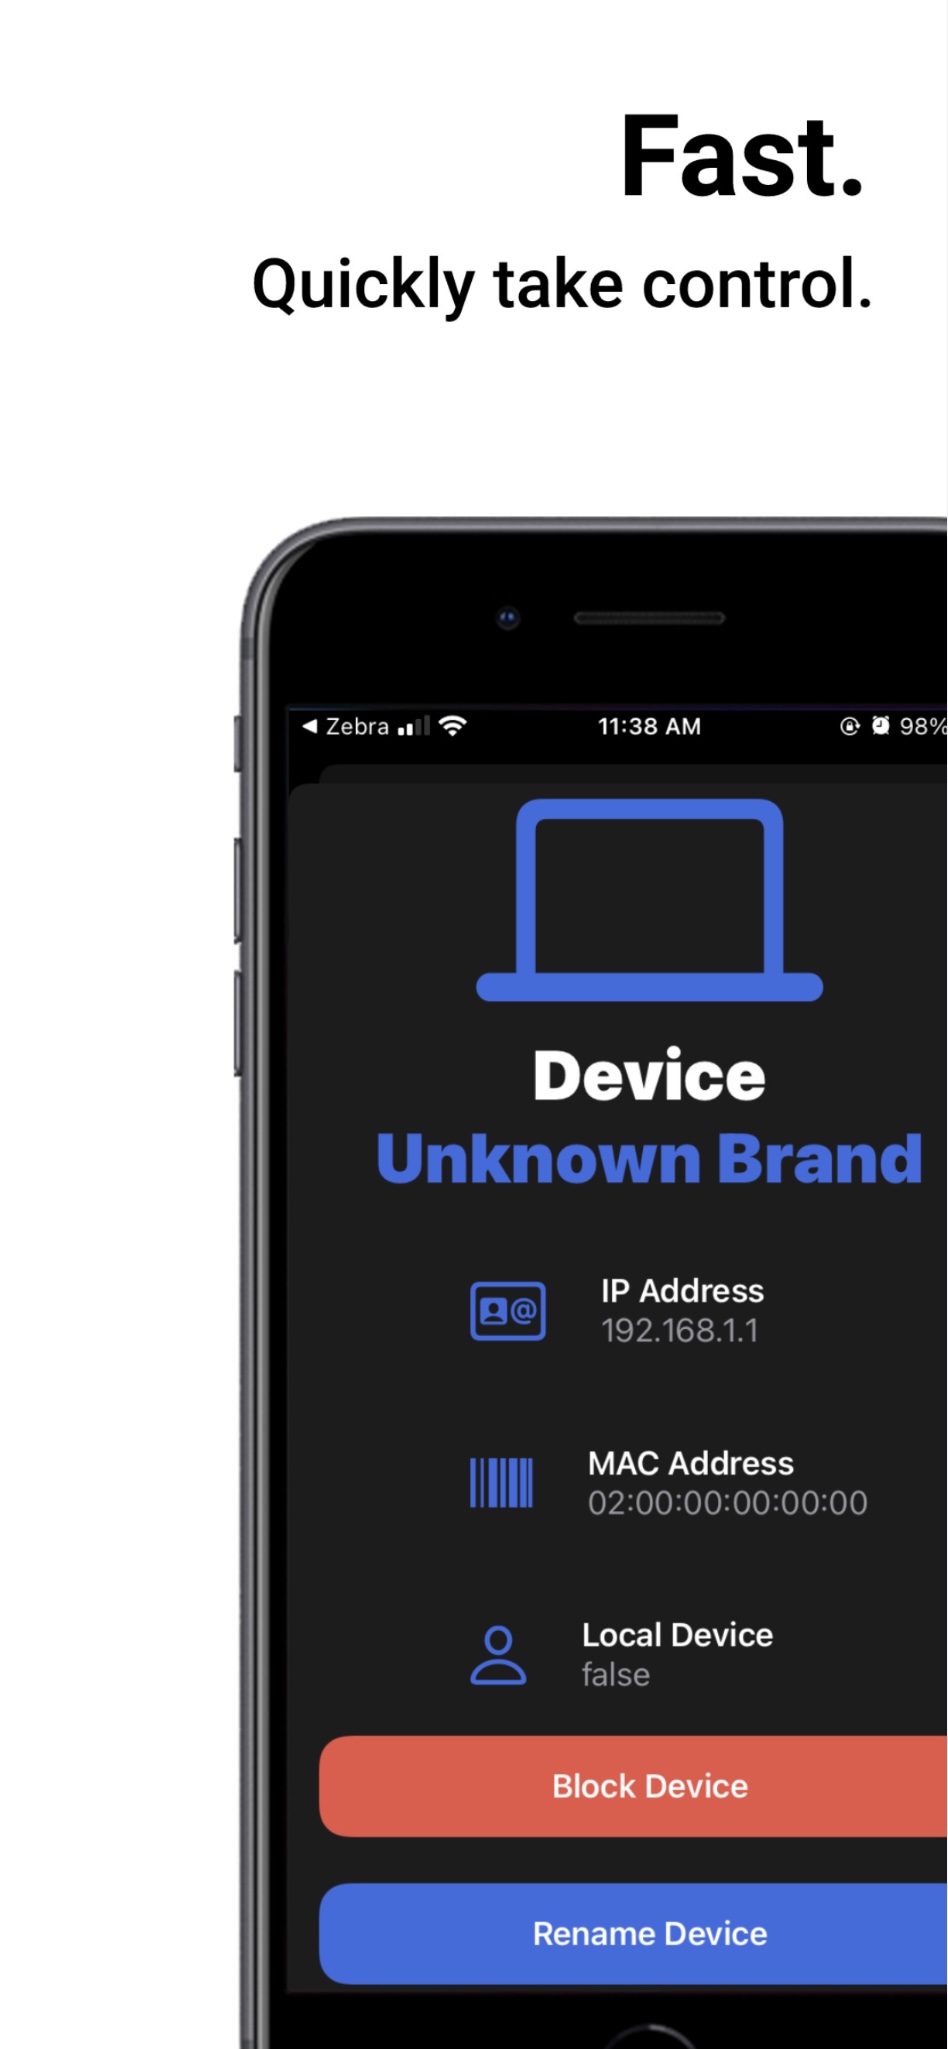 Fast.
Quickly take control.
◀ Zebra 11:38 AM 98%
Device
Unknown Brand
@
IP Address
192.168.1.1
MAC Address
02:00:00:00:00:00
Local Device
false
Block Device
Rename Device